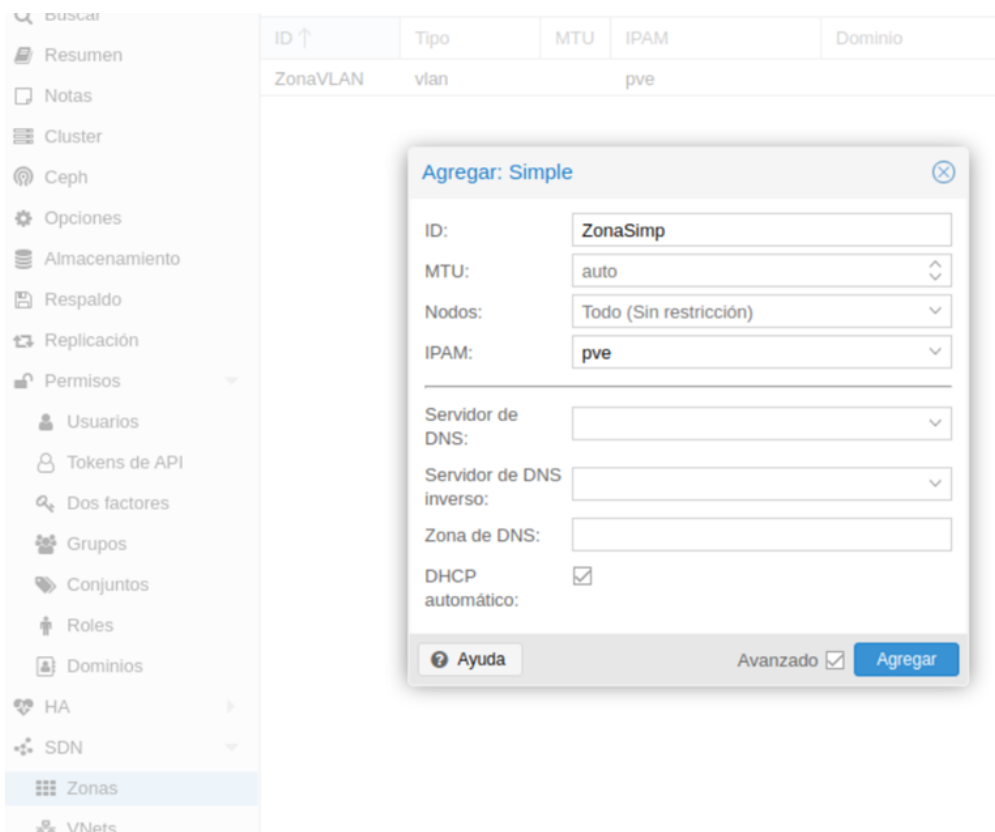 Buscar
Resumen
Notas
Cluster
Ceph
Opciones
Almacenamiento
Respaldo
Replicación
Permisos
Usuarios
Tokens de API
Dos factores
Grupos
Conjuntos
Roles
Dominios
HA
SDN
Zonas
VNets
ID ↑ Tipo MTU IPAM Dominio
ZonaVLAN vlan pve
Agregar: Simple
ID: ZonaSimp
MTU: auto
Nodos: Todo (Sin restricción)
IPAM: pve
Servidor de
DNS:
Servidor de DNS
inverso:
Zona de DNS:
DHCP
automático:
Ayuda Avanzado Agregar